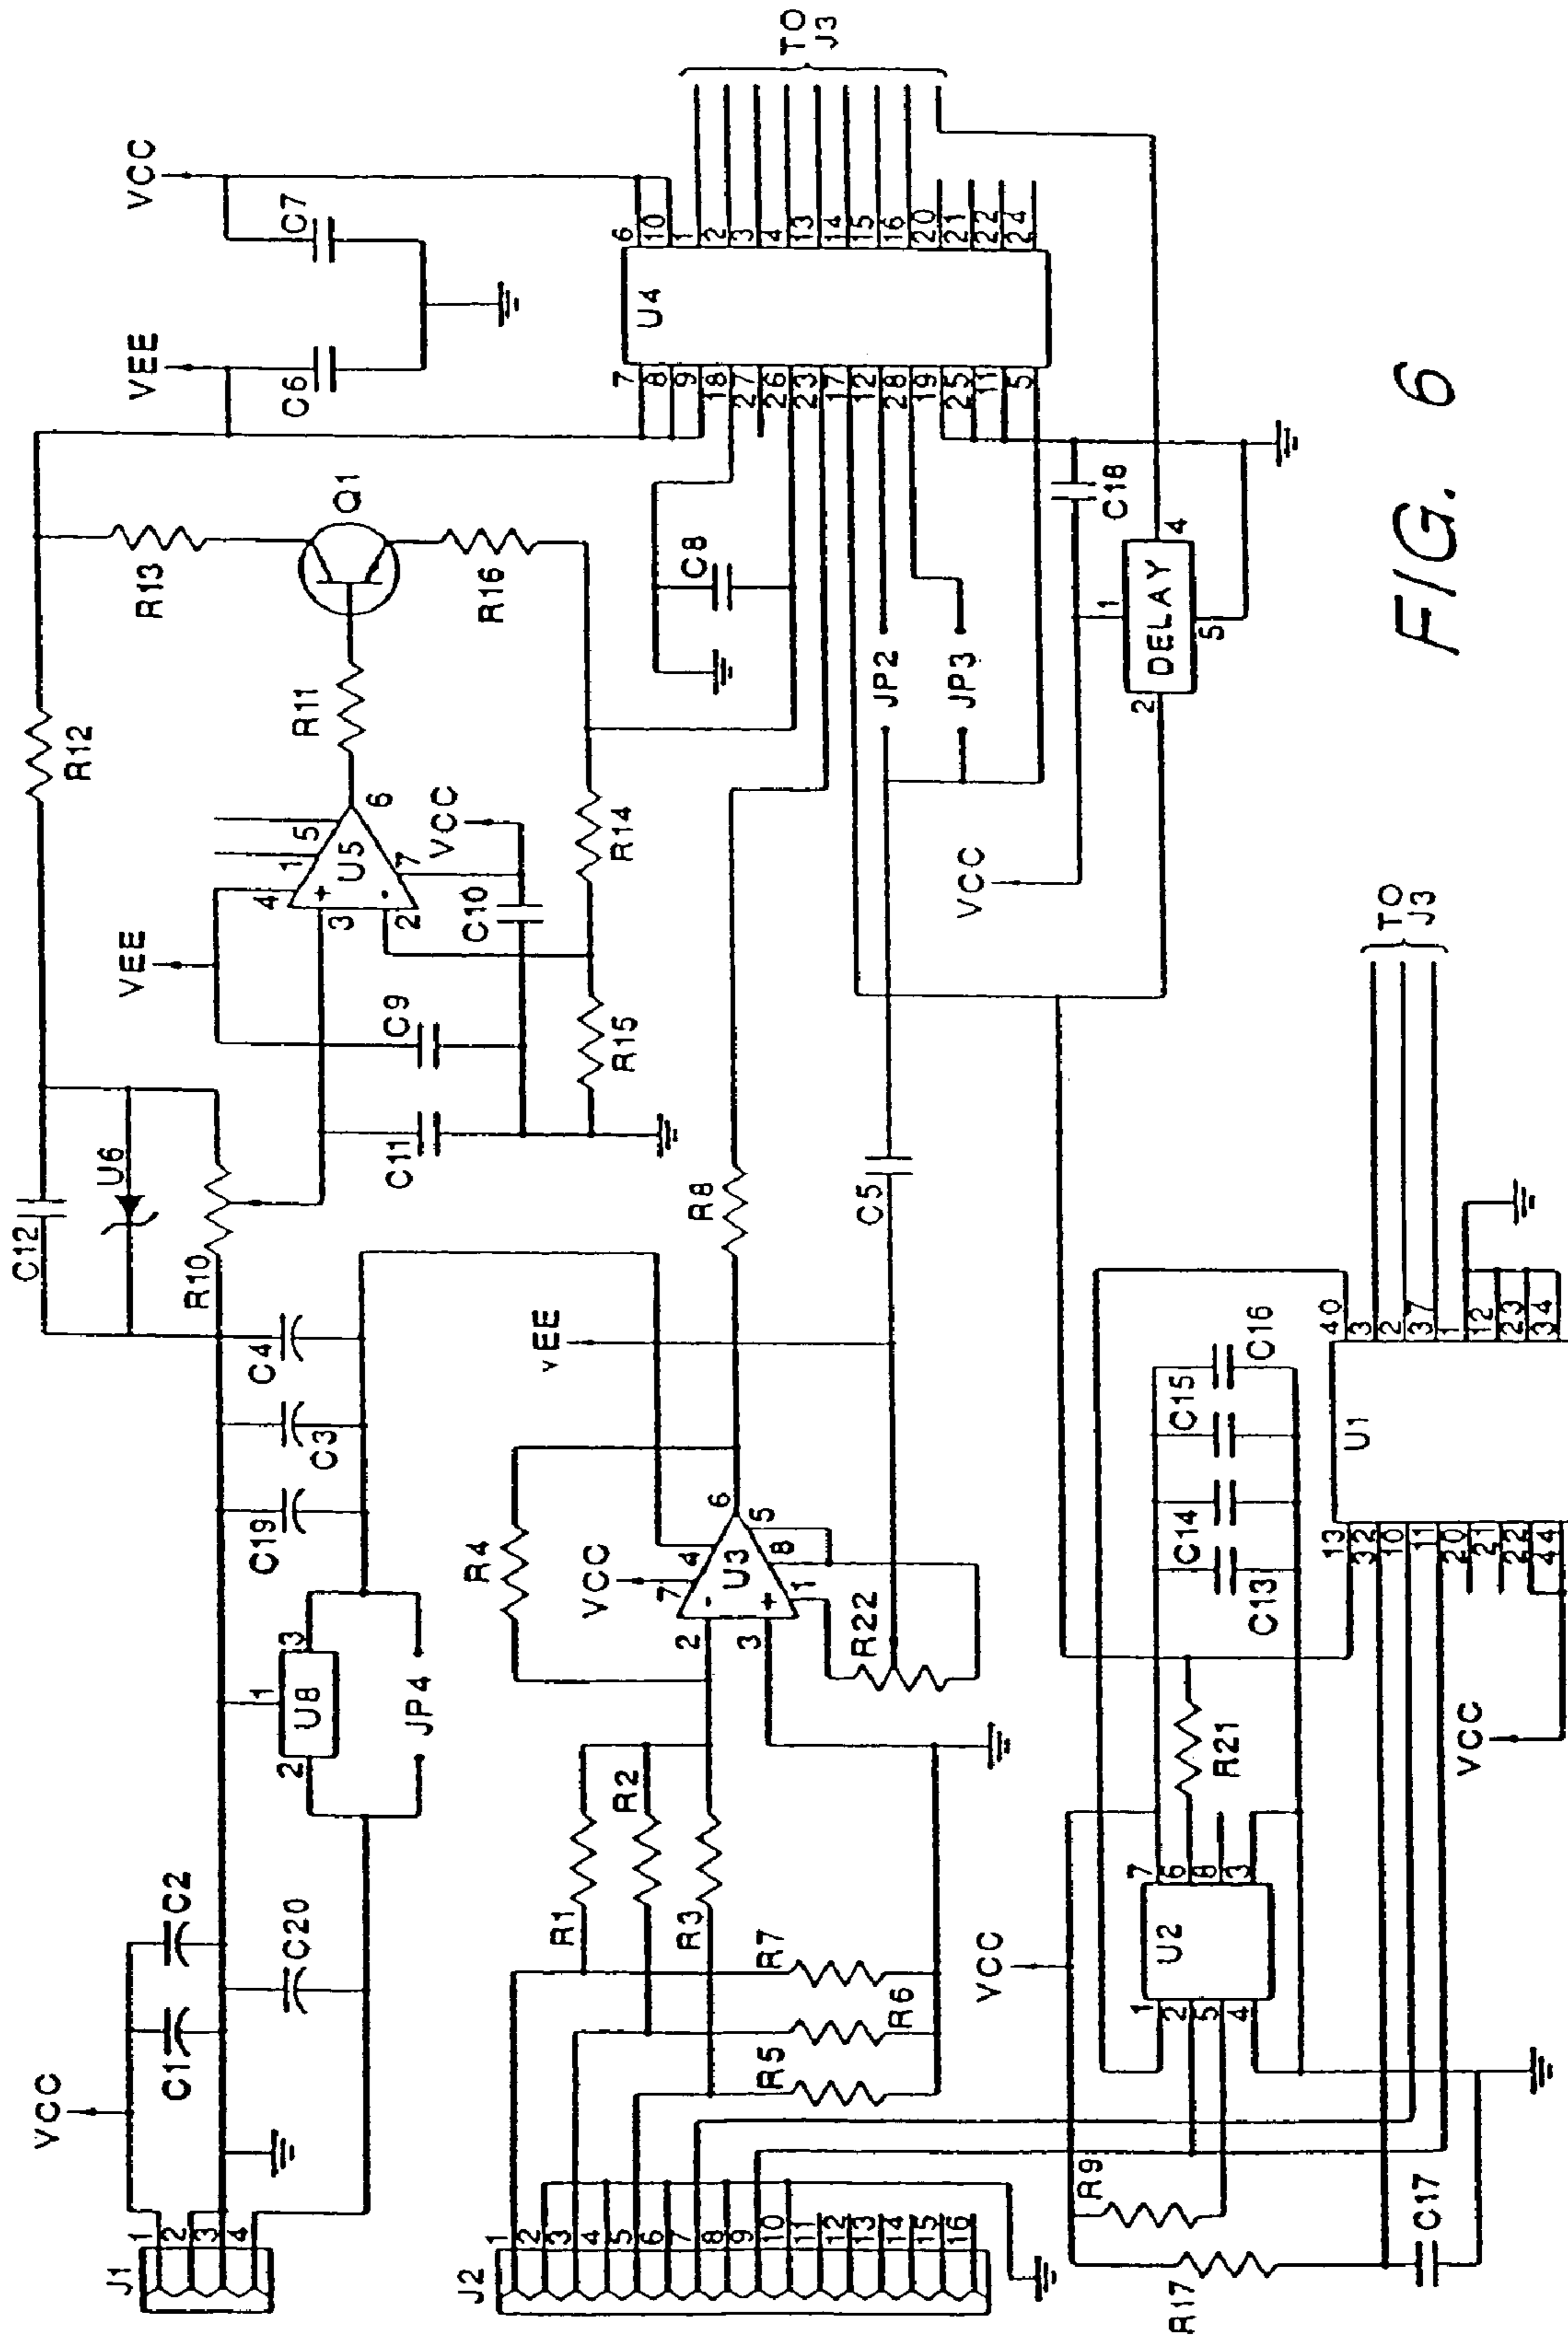 VCC
J1
1
2
3
4
C1
C2
C20
2
U8
1
3
JP4
C19
C3
C4
R10
C12
U6
R12
C11
C9
VEE
4
1
5
3
+
U5
6
2
-
7
C10
VCC
R15
R14
R11
R13
Q1
R16
VEE
VCC
C6
C7
J2
1
2
3
4
5
6
7
8
9
10
11
12
13
14
15
16
R1
R2
R3
R7
R6
R5
R4
VCC
7
4
2
-
U3
6
3
+
1
8
5
R22
vEE
R8
C5
C8
JP2
JP3
7
8
9
18
27
26
23
17
12
28
19
25
11
5
U4
6
10
1
2
3
4
13
14
15
16
20
21
22
24
TO
J3
VCC
C18
1
2
DELAY
4
5
VCC
R9
R17
C17
1
2
5
4
U2
7
6
8
3
R21
C13
C14
C15
C16
VCC
13
32
10
11
20
21
22
44
U1
40
3
2
37
1
12
23
34
TO
J3
FIG. 6